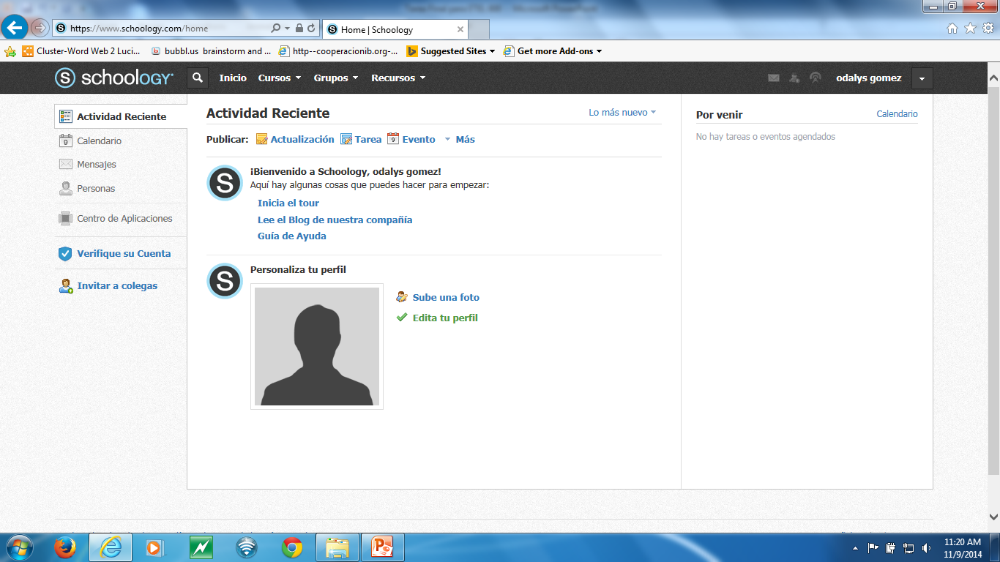 https://www.schoology.com/home
Home | Schoology
Cluster-Word Web 2 Luci...
bubbl.us brainstorm and ...
http--cooperacionib.org-...
Suggested Sites
Get more Add-ons
S schoology
Inicio
Cursos
Grupos
Recursos
odalys gomez
Actividad Reciente
Calendario
Mensajes
Personas
Centro de Aplicaciones
Verifique su Cuenta
Invitar a colegas
Actividad Reciente
Lo más nuevo
Publicar: Actualización Tarea 9 Evento Más
S
¡Bienvenido a Schoology, odalys gomez!
Aquí hay algunas cosas que puedes hacer para empezar:
Inicia el tour
Lee el Blog de nuestra compañía
Guía de Ayuda
S
Personaliza tu perfil
Sube una foto
Edita tu perfil
Por venir
Calendario
No hay tareas o eventos agendados
11:20 AM
11/9/2014